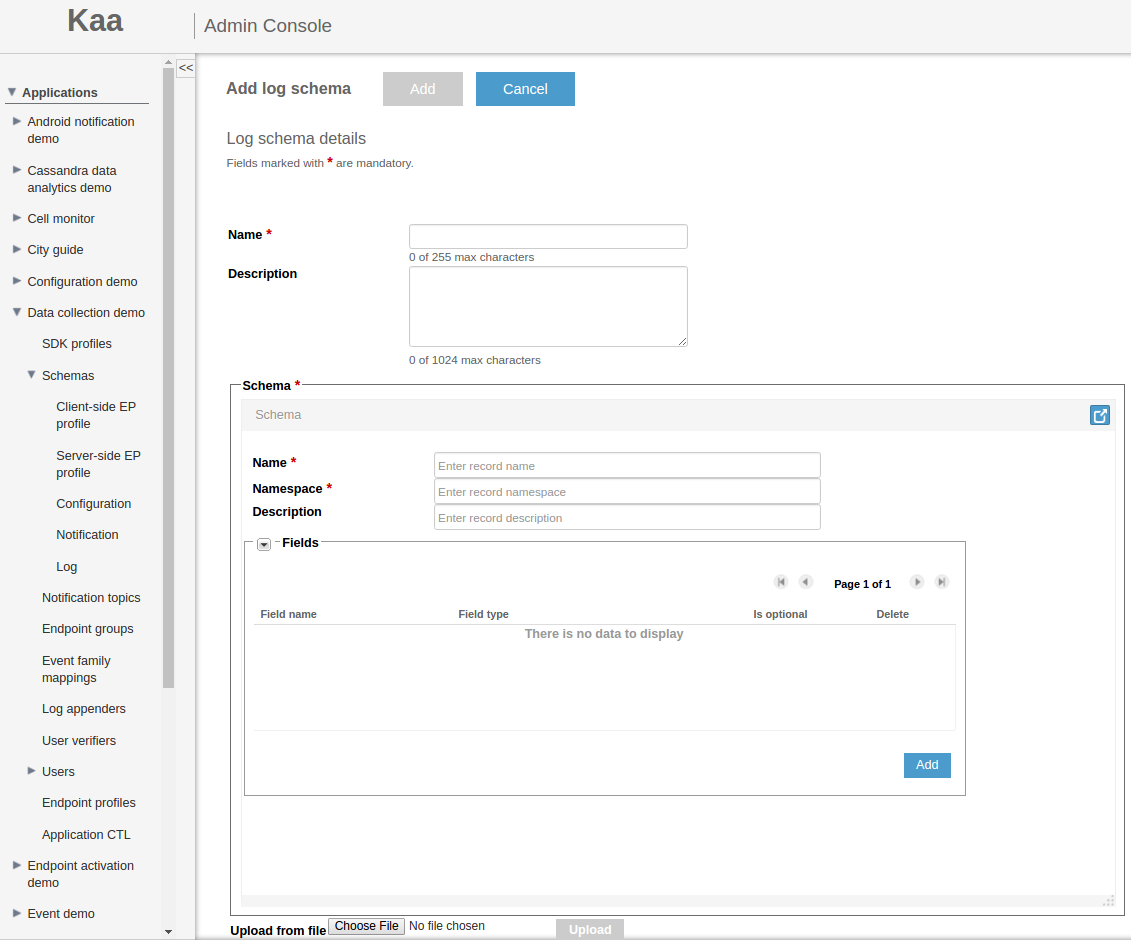 Kaa
Admin Console
<<
Applications
Android notification
demo
Cassandra data
analytics demo
Cell monitor
City guide
Configuration demo
Data collection demo
SDK profiles
Schemas
Client-side EP
profile
Server-side EP
profile
Configuration
Notification
Log
Notification topics
Endpoint groups
Event family
mappings
Log appenders
User verifiers
Users
Endpoint profiles
Application CTL
Endpoint activation
demo
Event demo
Add log schema Add Cancel
Log schema details
Fields marked with * are mandatory.
Name *
0 of 255 max characters
Description
0 of 1024 max characters
Schema *
Schema
Name * Enter record name
Namespace * Enter record namespace
Description Enter record description
Fields
Page 1 of 1
Field name Field type Is optional Delete
There is no data to display
Add
Upload from file Choose File No file chosen Upload